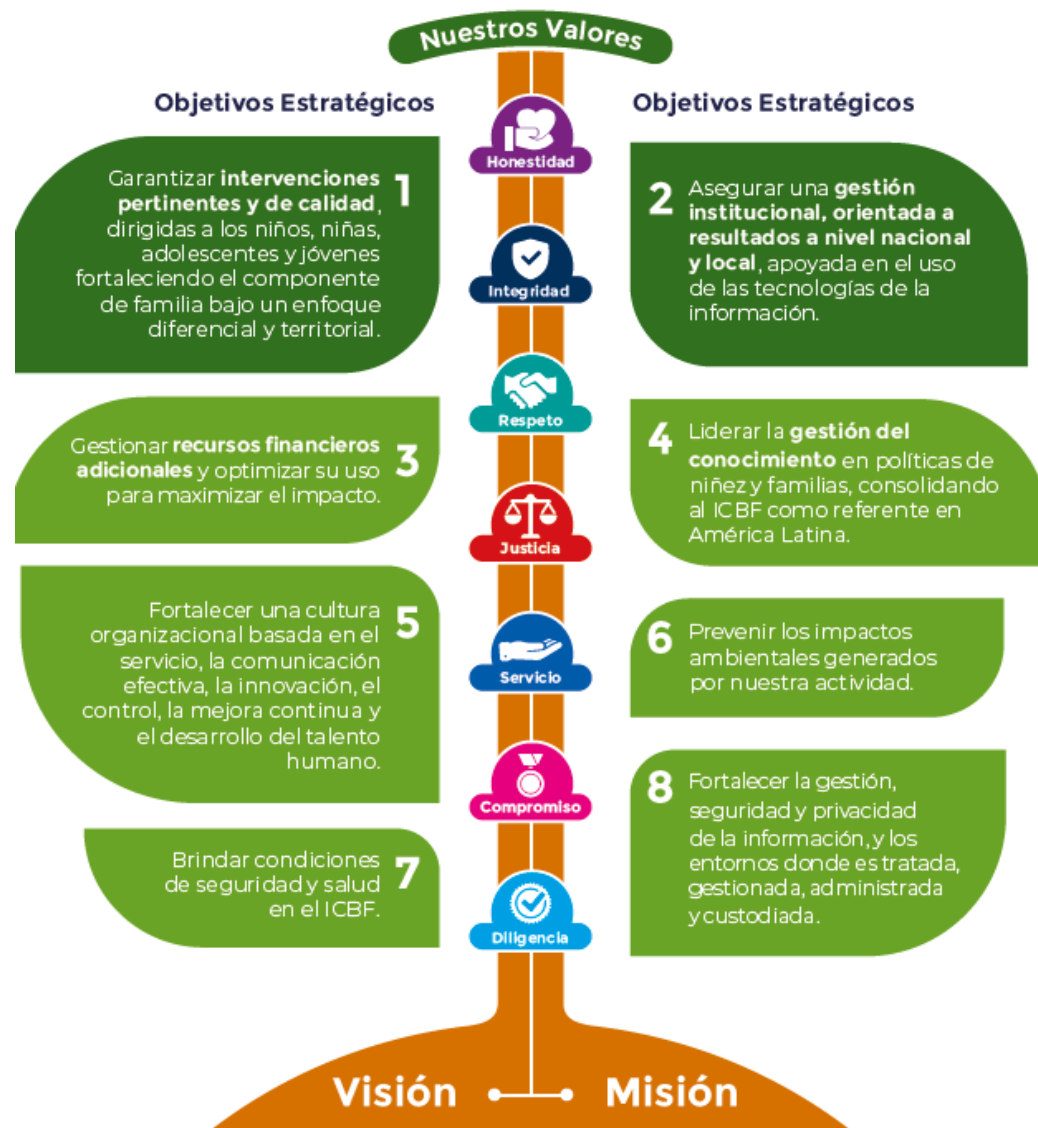 Nuestros Valores
Objetivos Estratégicos
Objetivos Estratégicos
Honestidad
1
Garantizar intervenciones
pertinentes y de calidad,
dirigidas a los niños, niñas,
adolescentes y jóvenes
fortaleciendo el componente
de familia bajo un enfoque
diferencial y territorial.
2
Asegurar una gestión
institucional, orientada a
resultados a nivel nacional
y local, apoyada en el uso
de las tecnologías de la
información.
Integridad
Respeto
3
Gestionar recursos financieros
adicionales y optimizar su uso
para maximizar el impacto.
4
Liderar la gestión del
conocimiento en políticas de
niñez y familias, consolidando
al ICBF como referente en
América Latina.
Justicia
5
Fortalecer una cultura
organizacional basada en el
servicio, la comunicación
efectiva, la innovación, el
control, la mejora continua y
el desarrollo del talento
humano.
6
Prevenir los impactos
ambientales generados
por nuestra actividad.
Servicio
Compromiso
7
Brindar condiciones
de seguridad y salud
en el ICBF.
8
Fortalecer la gestión,
seguridad y privacidad
de la información, y los
entornos donde es tratada,
gestionada, administrada
y custodiada.
Diligencia
Visión
Misión